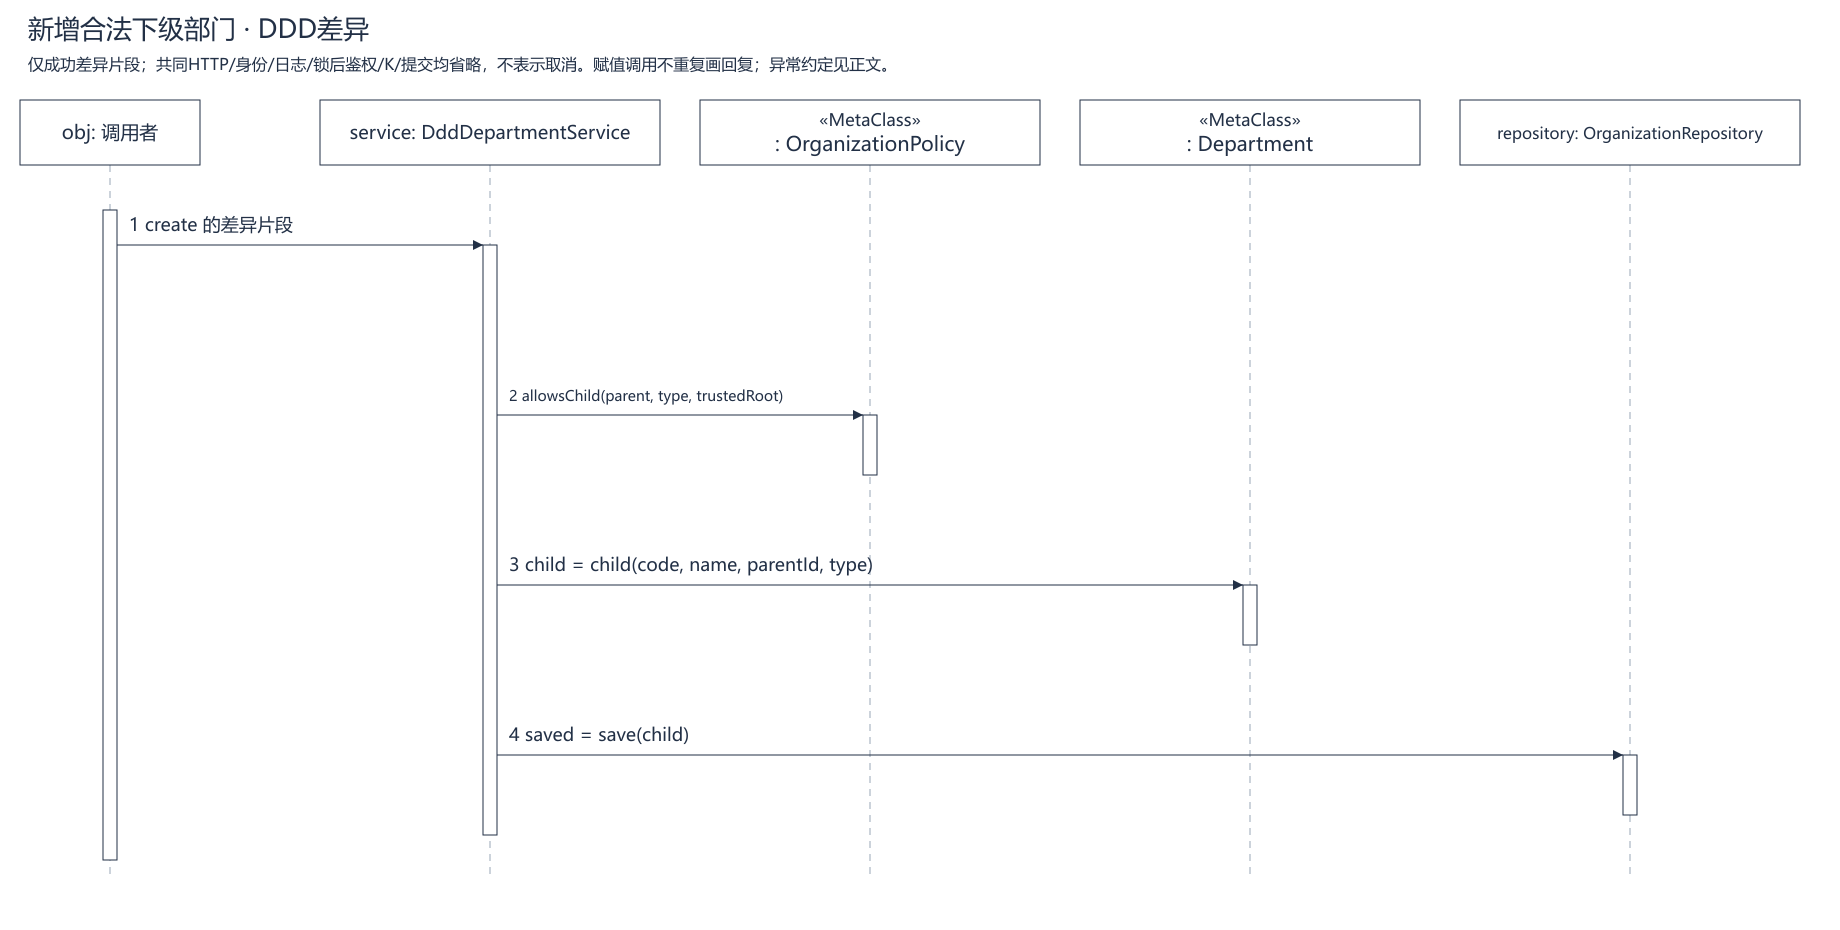 新增合法下级部门 · DDD差异
仅成功差异片段；共同HTTP/身份/日志/锁后鉴权/K/提交均省略，不表示取消。赋值调用不重复画回复；异常约定见正文。
obj: 调用者
service: DddDepartmentService
«MetaClass»
: OrganizationPolicy
«MetaClass»
: Department
repository: OrganizationRepository
1 create 的差异片段
2 allowsChild(parent, type, trustedRoot)
3 child = child(code, name, parentId, type)
4 saved = save(child)